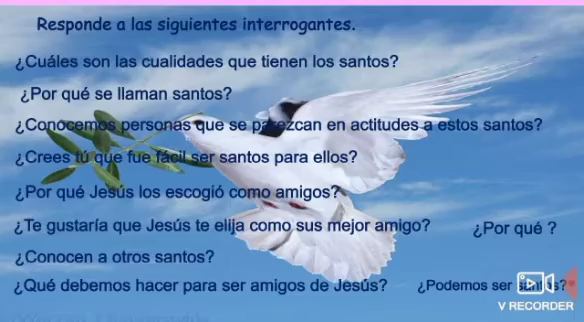 Responde a las siguientes interrogantes.
¿Cuáles son las cualidades que tienen los santos?
¿Por qué se llaman santos?
¿Conocemos personas que se parezcan en actitudes a estos santos?
¿Crees tú que fue fácil ser santos para ellos?
¿Por qué Jesús los escogió como amigos?
¿Te gustaría que Jesús te elija como sus mejor amigo? ¿Por qué ?
¿Conocen a otros santos?
¿Qué debemos hacer para ser amigos de Jesús? ¿Podemos ser santos?
V RECORDER